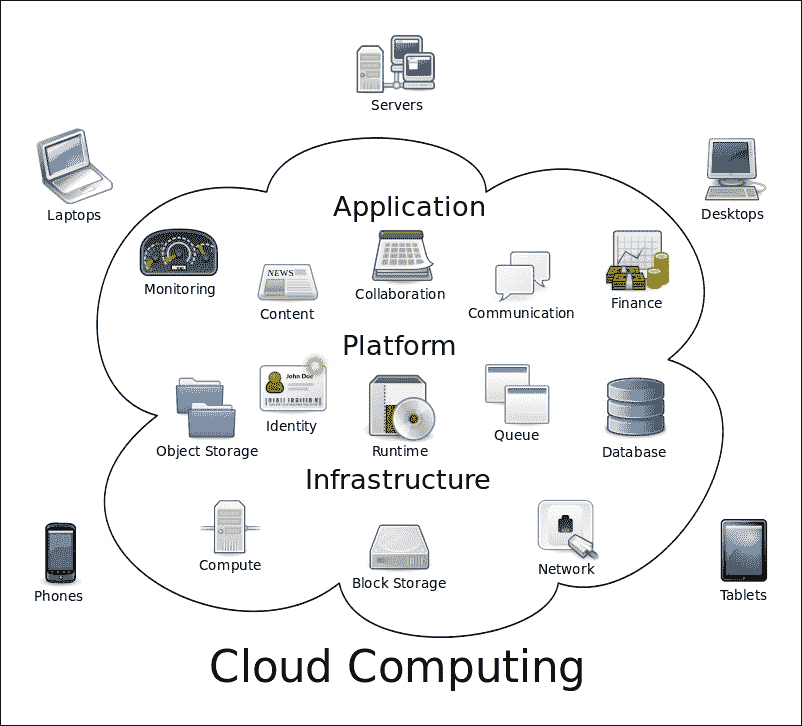 Servers
Laptops
Desktops
Application
Monitoring
NEWS
Content
Collaboration
Communication
Finance
Platform
Object Storage
John Doe
Identity
Runtime
Queue
Database
Infrastructure
Compute
Block Storage
Network
Phones
Tablets
Cloud Computing